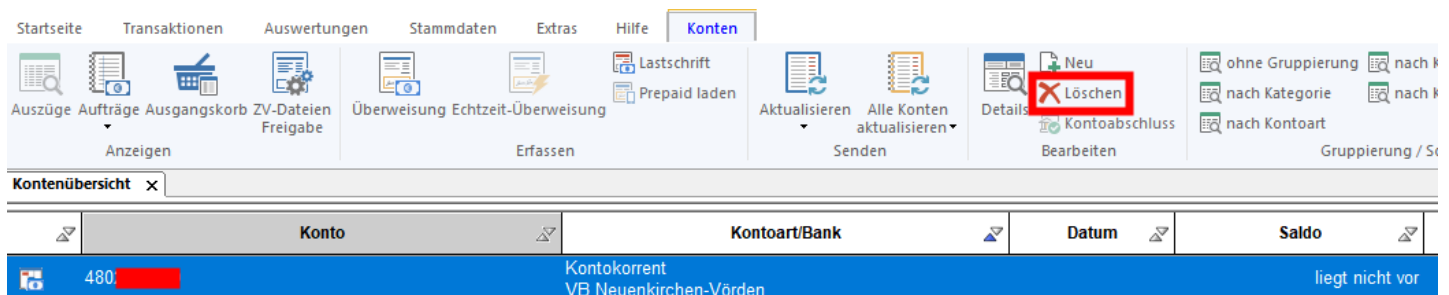 Startseite Transaktionen Auswertungen Stammdaten Extras Hilfe Konten
Auszüge Aufträge Ausgangskorb ZV-Dateien Freigabe
Anzeigen
Überweisung Echtzeit-Überweisung
Lastschrift
Prepaid laden
Erfassen
Aktualisieren Alle Konten aktualisieren
Senden
Details
Neu
Löschen
Kontoabschluss
Bearbeiten
ohne Gruppierung nach
nach Kategorie nach
nach Kontoart
Gruppierung /
Kontenübersicht x
Konto Kontoart/Bank Datum Saldo
480 Kontokorrent liegt nicht vor
VB Neuenkirchen-Vörden